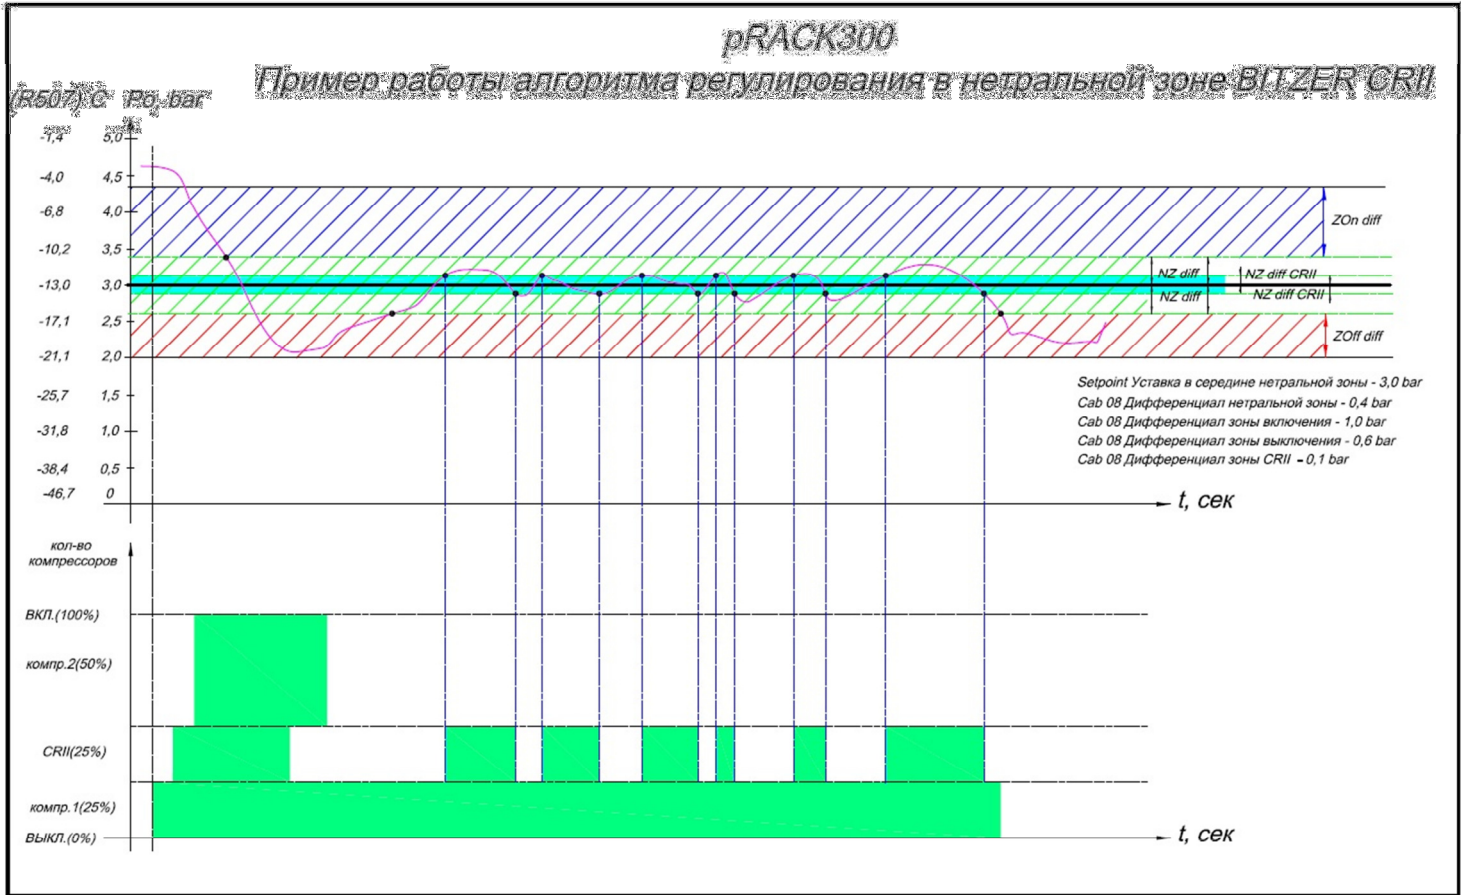 pRACK300
Пример работы алгоритма регулирования в нетральной зоне BITZER CRII
(R507) C Po, bar
-1,4 5,0
-4,0 4,5
-6,8 4,0
-10,2 3,5
-13,0 3,0
-17,1 2,5
-21,1 2,0
-25,7 1,5
-31,8 1,0
-38,4 0,5
-46,7 0
ZOn diff
NZ diff NZ diff CRII
NZ diff NZ diff CRII
ZOff diff
Setpoint Уставка в середине нетральной зоны - 3,0 bar
Cab 08 Дифференциал нетральной зоны - 0,4 bar
Cab 08 Дифференциал зоны включения - 1,0 bar
Cab 08 Дифференциал зоны выключения - 0,6 bar
Cab 08 Дифференциал зоны CRII - 0,1 bar
t, сек
кол-во
компрессоров
ВКЛ.(100%)
компр.2(50%)
CRII(25%)
компр.1(25%)
ВЫКЛ.(0%)
t, сек